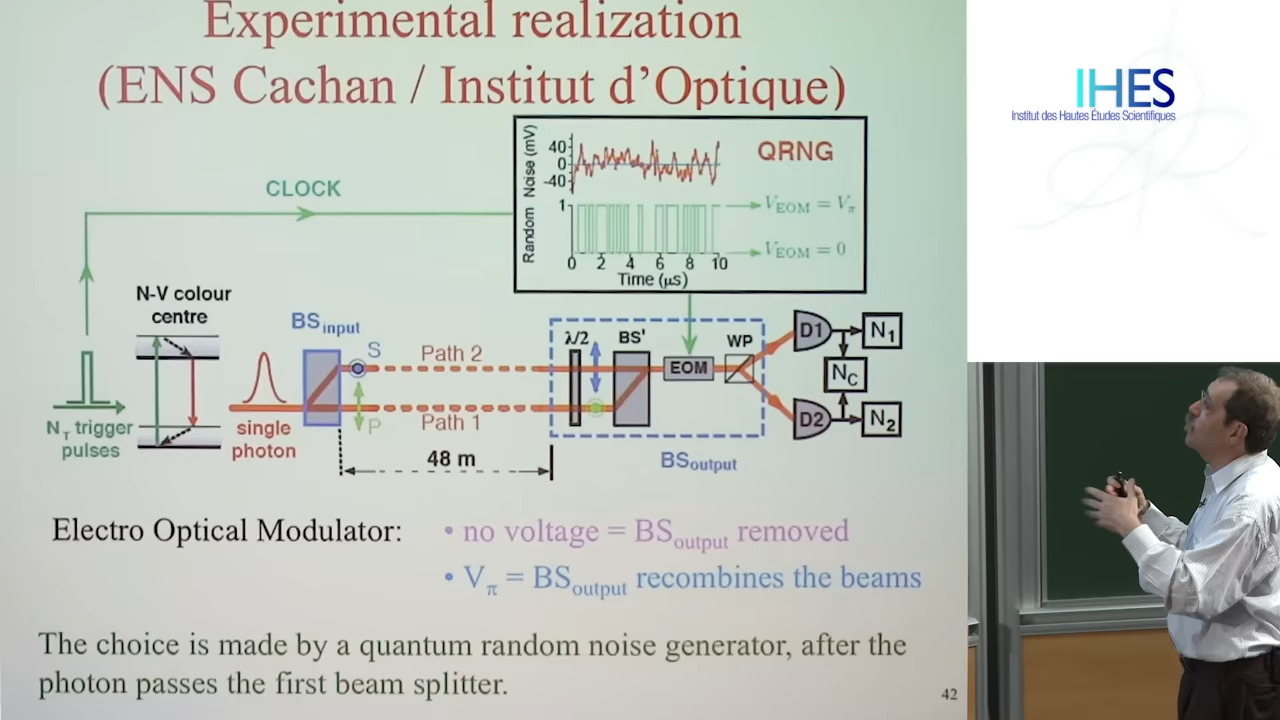 Experimental realization
(ENS Cachan / Institut d'Optique)
IHES
Institut des Hautes Études Scientifiques
Random Noise (mV)
40
0
-40
1
QRNG
V_EOM = V_π
V_EOM = 0
0 2 4 6 8 10
Time (µs)
CLOCK
N-V colour
centre
BS_input
S
P
Path 2
Path 1
λ/2
BS'
EOM
WP
D1
N_1
N_C
D2
N_2
N_T trigger
pulses
single
photon
48 m
BS_output
Electro Optical Modulator:
• no voltage = BS_output removed
• V_π = BS_output recombines the beams
The choice is made by a quantum random noise generator, after the
photon passes the first beam splitter.
42